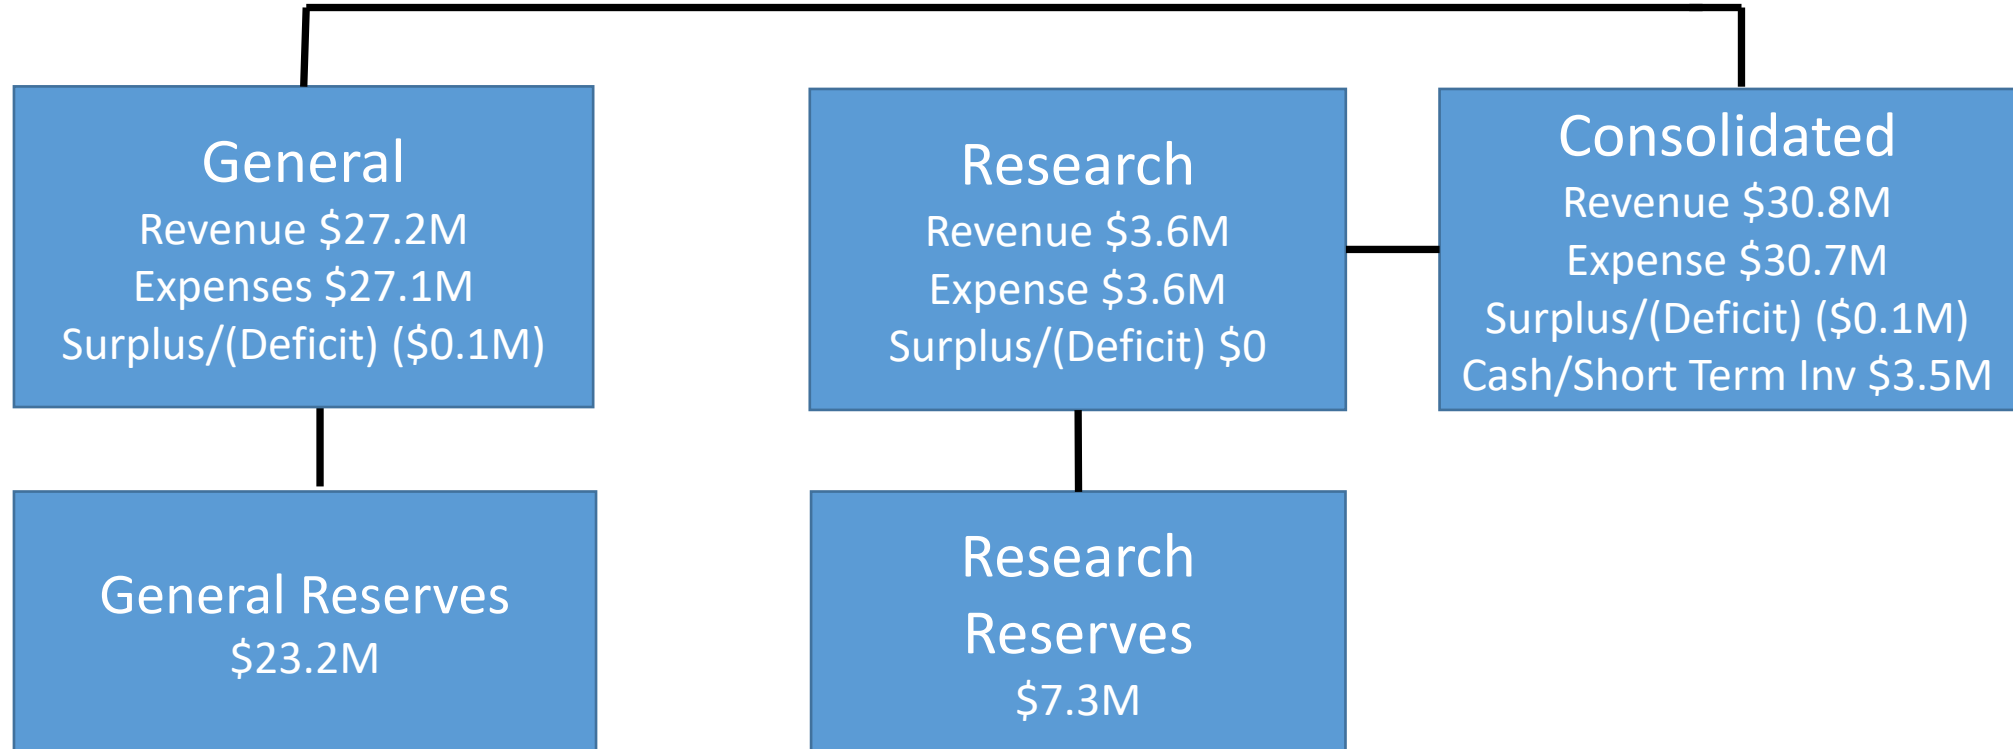 General
Revenue $27.2M
Expenses $27.1M
Surplus/(Deficit) ($0.1M)
Research
Revenue $3.6M
Expense $3.6M
Surplus/(Deficit) $0
Consolidated
Revenue $30.8M
Expense $30.7M
Surplus/(Deficit) ($0.1M)
Cash/Short Term Inv $3.5M
General Reserves
$23.2M
Research
Reserves
$7.3M